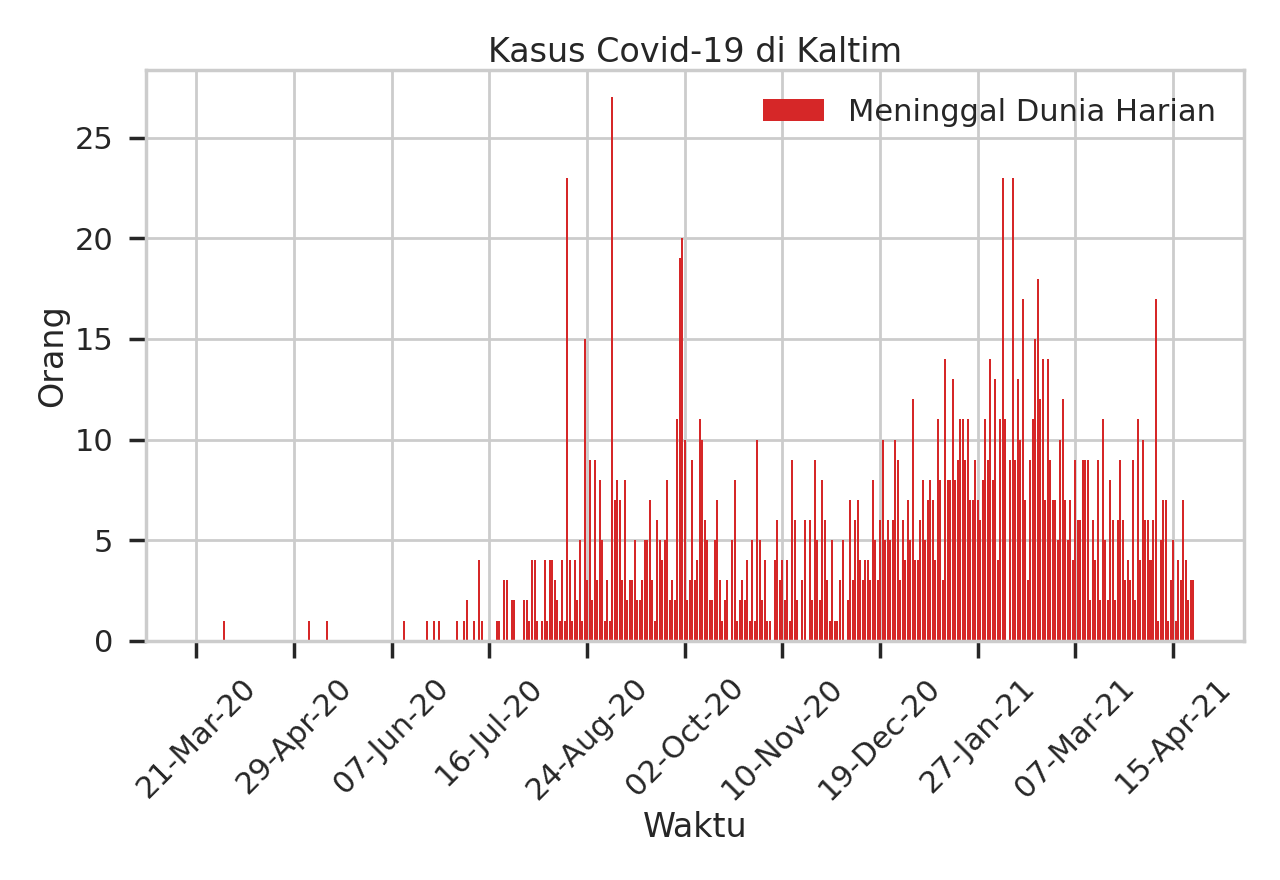 Kasus Covid-19 di Kaltim
Meninggal Dunia Harian
Orang
25
20
15
10
5
0
21-Mar-20
29-Apr-20
07-Jun-20
16-Jul-20
24-Aug-20
02-Oct-20
10-Nov-20
19-Dec-20
27-Jan-21
07-Mar-21
15-Apr-21
Waktu